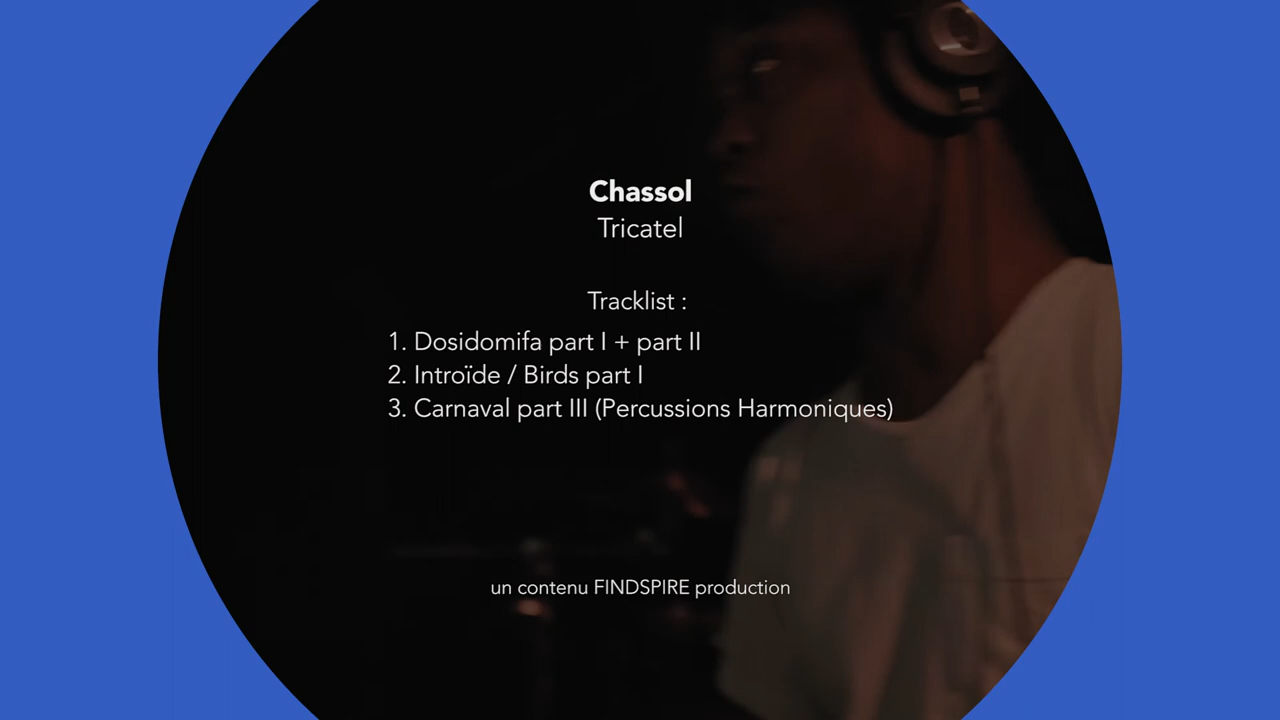 Chassol
Tricatel
Tracklist :
1. Dosidomifa part I + part II
2. Introïde / Birds part I
3. Carnaval part III (Percussions Harmoniques)
un contenu FINDSPIRE production